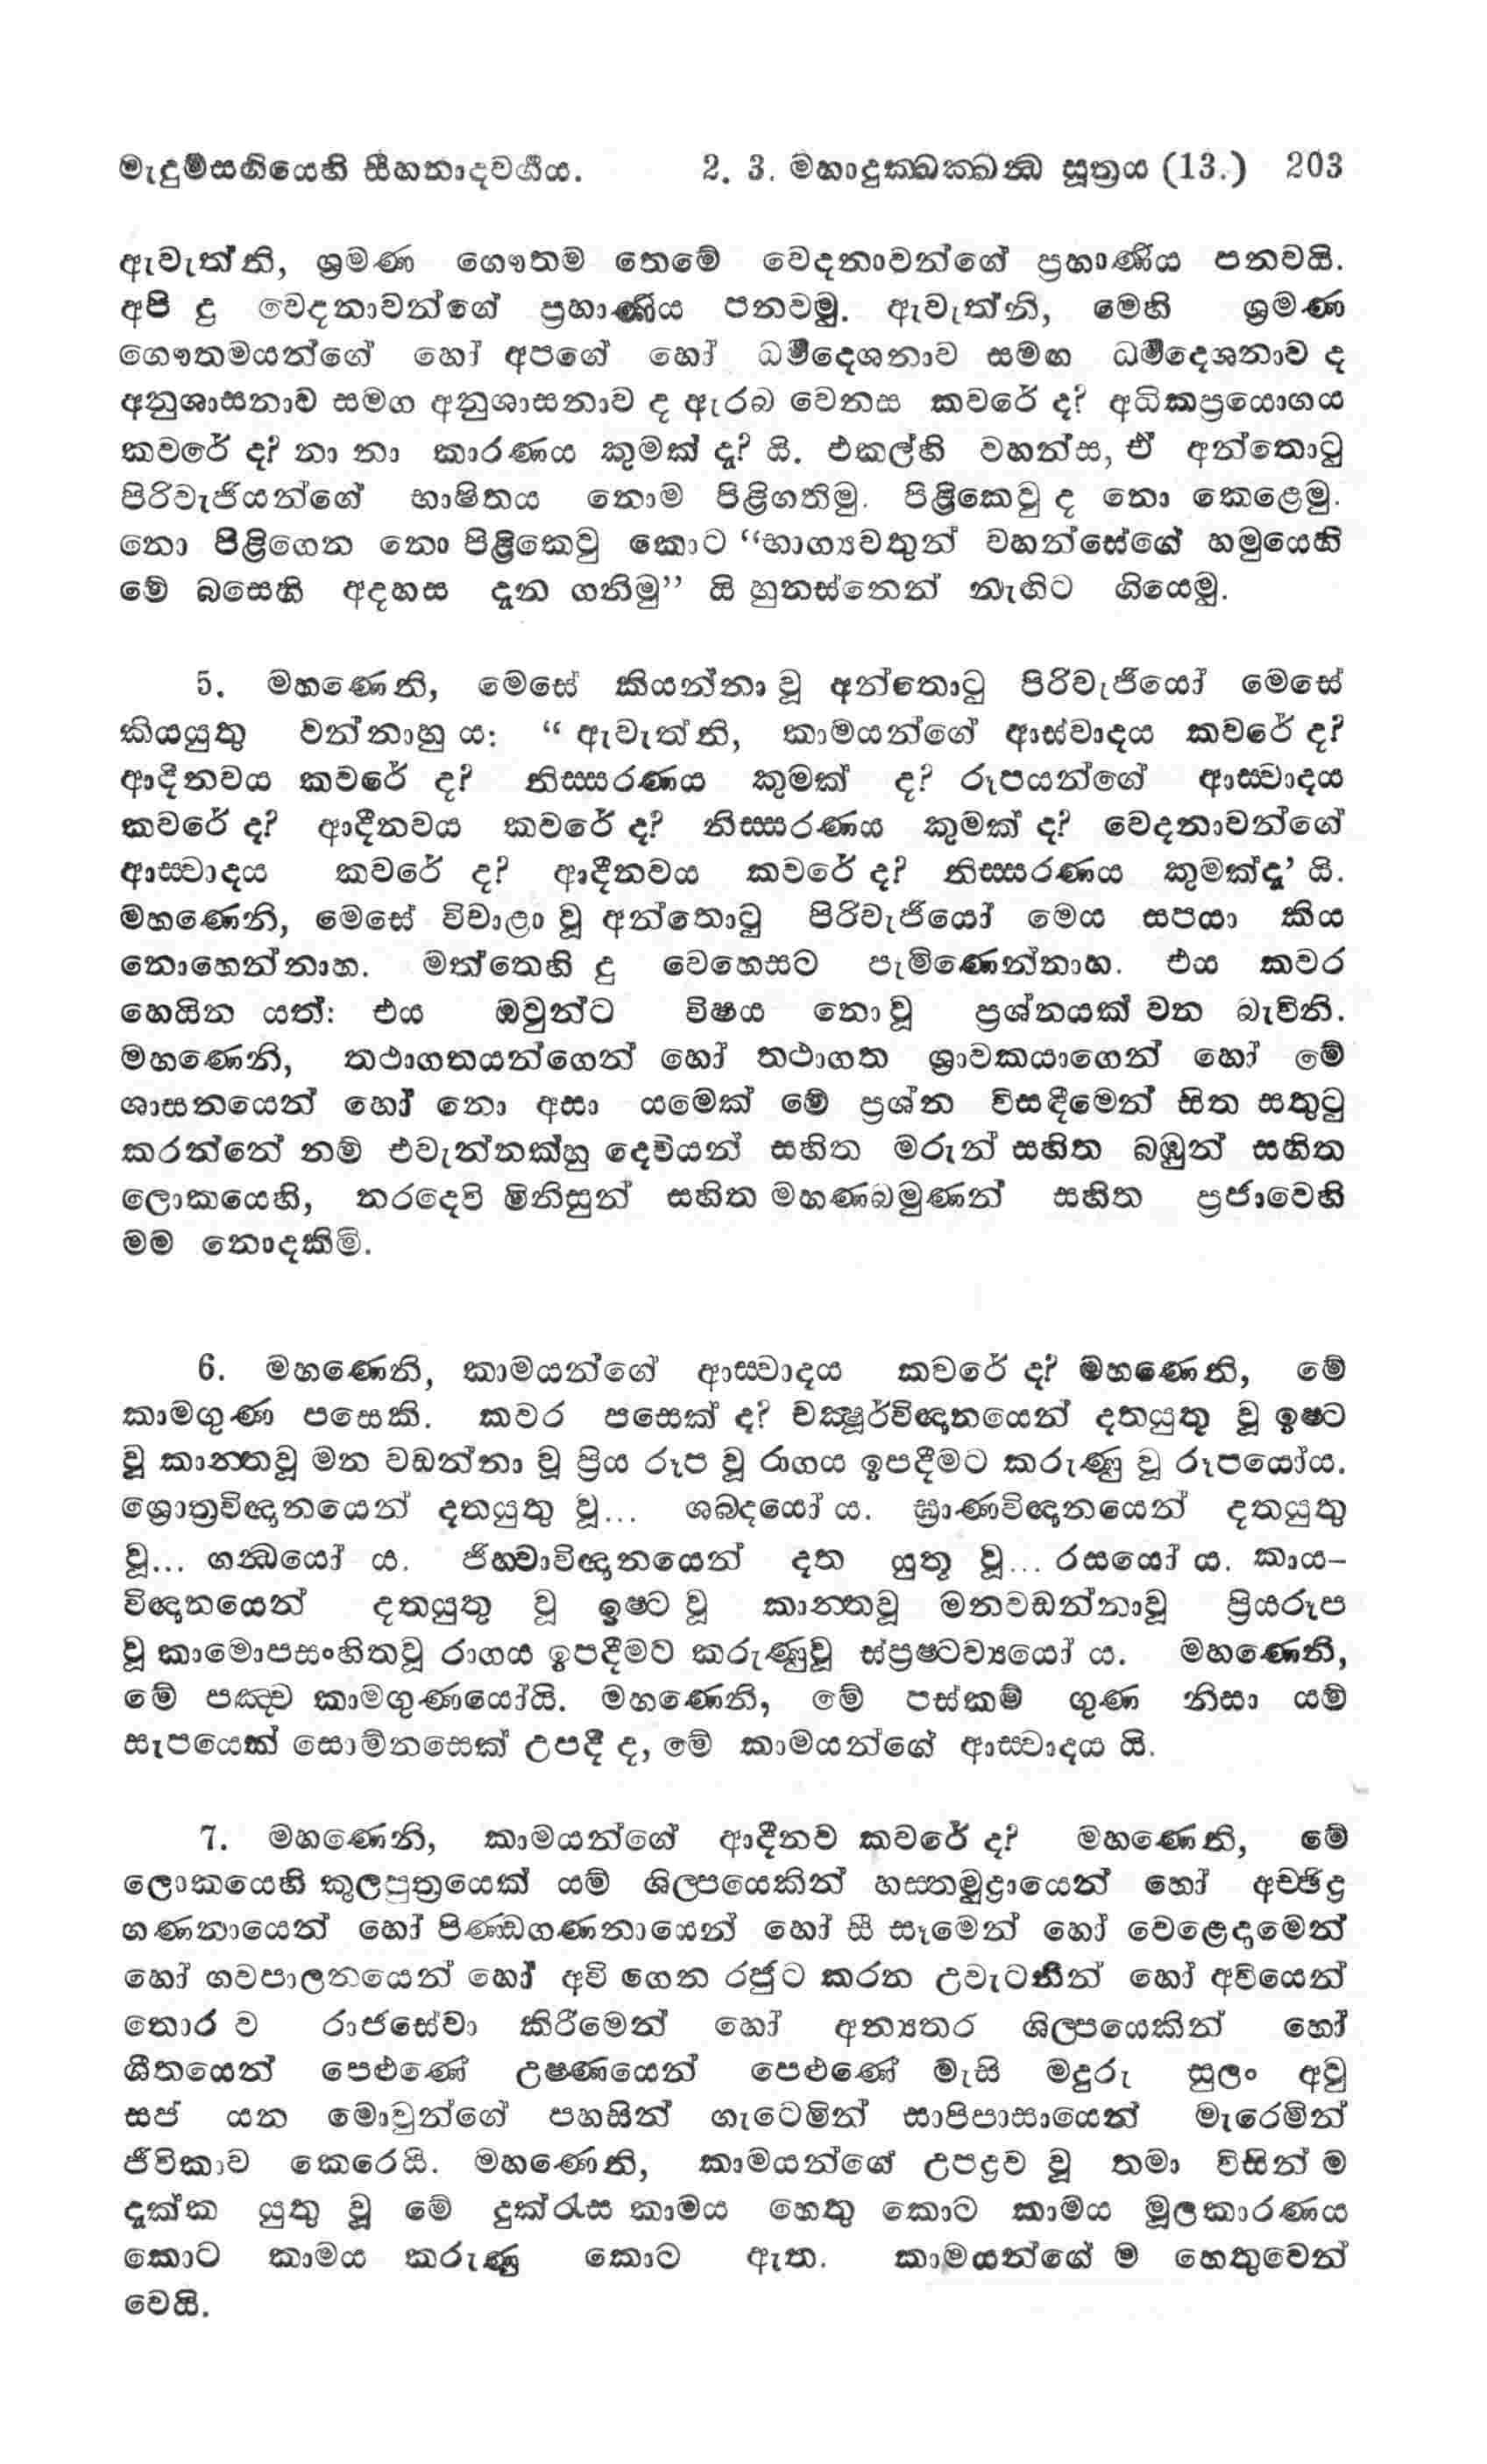 මැදුම්සඟියෙහි සීහනාදවර්ගය. 2. 3. මහාදුක්ඛක්ඛන්ධ සූත්‍රය (13.) 203
ඇවැත්නි, ශ්‍රමණ ගෞතම තෙමේ වෙදනාවන්ගේ ප්‍රහාණිය පනවයි.
අපි දු වෙදනාවන්ගේ ප්‍රහාණිය පනවමු. ඇවැත්නි, මෙහි ශ්‍රමණ
ගෞතමයන්ගේ හෝ අපගේ හෝ ධර්මදෙශනාව සමඟ ධර්මදෙශනාව ද
අනුශාසනාව සමග අනුශාසනාව ද ඇරබ වෙනස කවරේ ද? අධිකප්‍රයොගය
කවරේ ද? නා නා කාරණය කුමක් දැ? යි. එකල්හි වහන්ස, ඒ අන්තොටු
පිරිවැජියන්ගේ භාෂිතය නොම පිළිගතිමු. පිළිකෙවු ද නො කෙළෙමු.
නො පිළිගෙන නො පිළිකෙවු කොට “භාග්‍යවතුන් වහන්සේගේ හමුයෙහි
මේ බසෙහි අදහස දැන ගනිමු” යි හුනස්නෙන් නැඟිට ගියෙමු.
5. මහණෙනි, මෙසේ කියන්නා වූ අන්තොටු පිරිවැජියෝ මෙසේ
කියයුතු වන්නාහු ය: “ ඇවැත්නි, කාමයන්ගේ ආස්වාදය කවරේ ද?
ආදීනවය කවරේ ද? නිස්සරණය කුමක් ද? රූපයන්ගේ ආස්වාදය
කවරේ ද? ආදීනවය කවරේ ද? නිස්සරණය කුමක් ද? වෙදනාවන්ගේ
ආස්වාදය කවරේ ද? ආදීනවය කවරේ ද? නිස්සරණය කුමක්දැ’ යි.
මහණෙනි, මෙසේ විචාළා වූ අන්තොටු පිරිවැජියෝ මෙය සපයා කිය
නොහෙන්නාහ. මත්තෙහි දු වෙහෙසට පැමිණෙන්නාහ. එය කවර
හෙයින යත්: එය ඔවුන්ට විෂය නො වූ ප්‍රශ්නයක් වන බැවිනි.
මහණෙනි, තථාගතයන්ගෙන් හෝ තථාගත ශ්‍රාවකයාගෙන් හෝ මේ
ශාසනයෙන් හෝ නො අසා යමෙක් මේ ප්‍රශ්න විසඳීමෙන් සිත සතුටු
කරන්නේ නම් එවැන්නක්හු දෙවියන් සහිත මරුන් සහිත බඹුන් සහිත
ලොකයෙහි, නරදෙවි මිනිසුන් සහිත මහණබමුණන් සහිත ප්‍රජාවෙහි
මම නොදකිමි.
6. මහණෙනි, කාමයන්ගේ ආස්වාදය කවරේ ද? මහණෙනි, මේ
කාමගුණ පසෙකි. කවර පසෙක් ද? චක්‍ෂුර්විඥානයෙන් දතයුතු වූ ඉෂ්ට
වූ කාන්තවූ මන වඩන්නා වූ ප්‍රිය රූප වූ රාගය ඉපදීමට කරුණු වූ රූපයෝය.
ශ්‍රොත්‍රවිඥානයෙන් දතයුතු වූ... ශබ්දයෝ ය. ඝ්‍රාණවිඥානයෙන් දතයුතු
වූ... ගන්ධයෝ ය. ජිහ්වාවිඥානයෙන් දත යුතු වූ... රසයෝ ය. කාය-
විඥානයෙන් දතයුතු වූ ඉෂ්ට වූ කාන්තවූ මනවඩන්නාවූ ප්‍රියරූප
වූ කාමොපසංහිතවූ රාගය ඉපදීමට කරුණුවූ ස්ප්‍රෂ්ටව්‍යයෝ ය. මහණෙනි,
මේ පඤ්ච කාමගුණයෝයි. මහණෙනි, මේ පස්කම් ගුණ නිසා යම්
සැපයෙක් සොම්නසෙක් උපදී ද, මේ කාමයන්ගේ ආස්වාදය යි.
7. මහණෙනි, කාමයන්ගේ ආදීනව කවරේ ද? මහණෙනි, මේ
ලොකයෙහි කුලපුත්‍රයෙක් යම් ශිල්පයෙකින් හස්තමුද්‍රායෙන් හෝ අච්ඡිද්‍ර
ගණනායෙන් හෝ පිණ්ඩගණනායෙන් හෝ සී සෑමෙන් හෝ වෙළෙඳාමෙන්
හෝ ගවපාලනයෙන් හෝ අවි ගෙන රජුට කරන උවැටනින් හෝ අවියෙන්
තොර ව රාජසේවා කිරීමෙන් හෝ අන්‍යතර ශිල්පයෙකින් හෝ
ශීතයෙන් පෙළුණේ උෂ්ණයෙන් පෙළුණේ මැසි මදුරු සුලං අවු
සර්ප යන මොවුන්ගේ පහසින් ගැටෙමින් සාපිපාසායෙන් මැරෙමින්
ජීවිකාව කෙරෙයි. මහණෙනි, කාමයන්ගේ උපද්‍රව වූ තමා විසින් ම
දැක්ක යුතු වූ මේ දුක්රැස කාමය හෙතු කොට කාමය මූලකාරණය
කොට කාමය කරුණු කොට ඇත. කාමයන්ගේ ම හෙතුවෙන්
වෙයි.